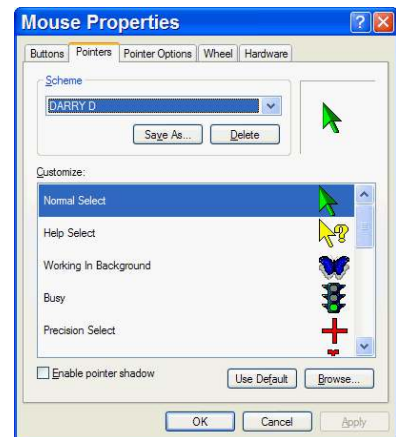 Mouse Properties
Buttons Pointers Pointer Options Wheel Hardware
Scheme
DARRY D
Save As... Delete
Customize:
Normal Select
Help Select
Working In Background
Busy
Precision Select
Enable pointer shadow
Use Default Browse...
OK Cancel Apply